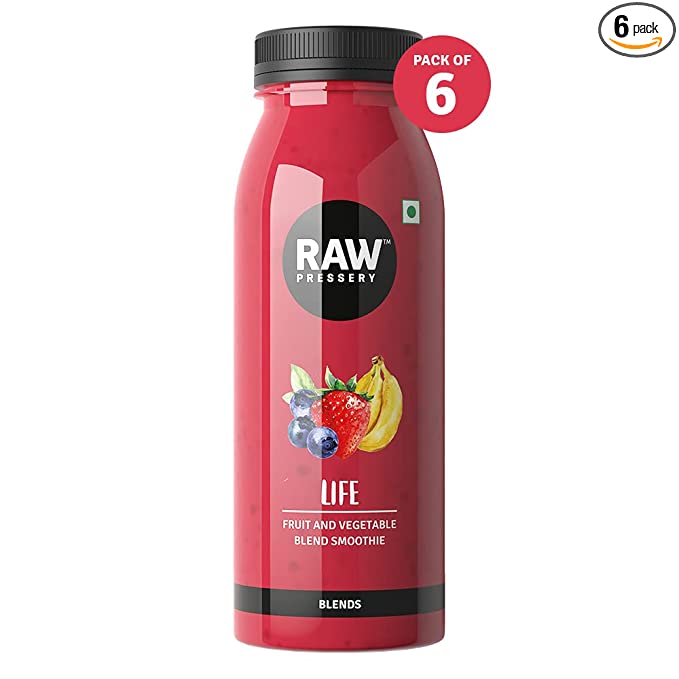 6 pack
PACK OF
6
RAW™
PRESSERY
LIFE
FRUIT AND VEGETABLE
BLEND SMOOTHIE
BLENDS